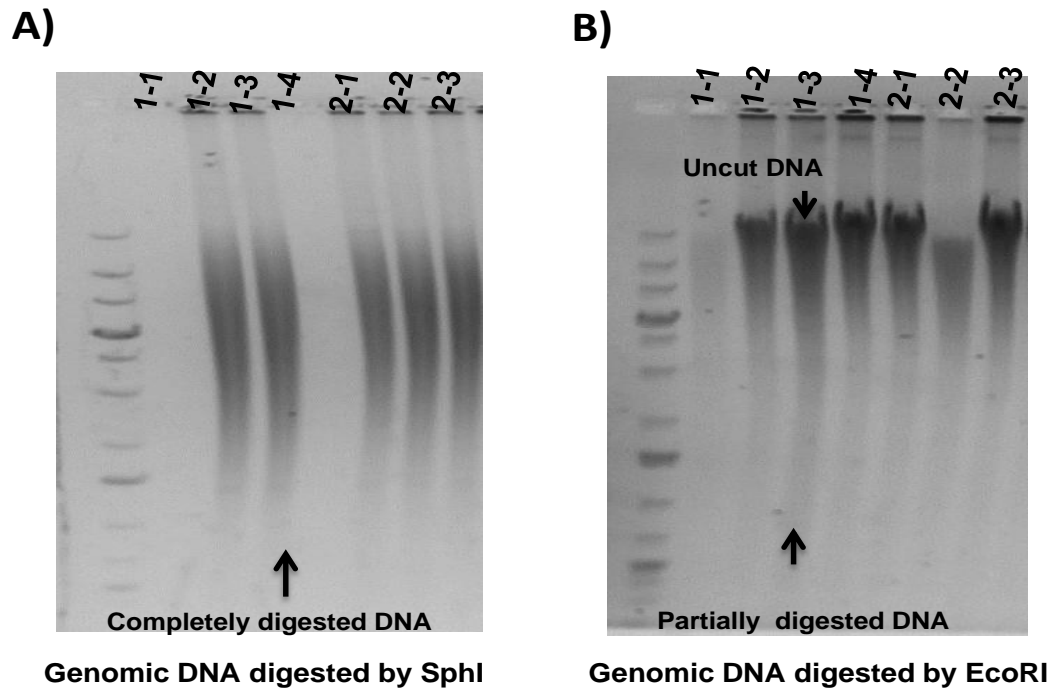 A)
1-1 1-2 1-3 1-4 2-1 2-2 2-3
Completely digested DNA
Genomic DNA digested by SphI
B)
1-1 1-2 1-3 1-4 2-1 2-2 2-3
Uncut DNA
Partially digested DNA
Genomic DNA digested by EcoRI